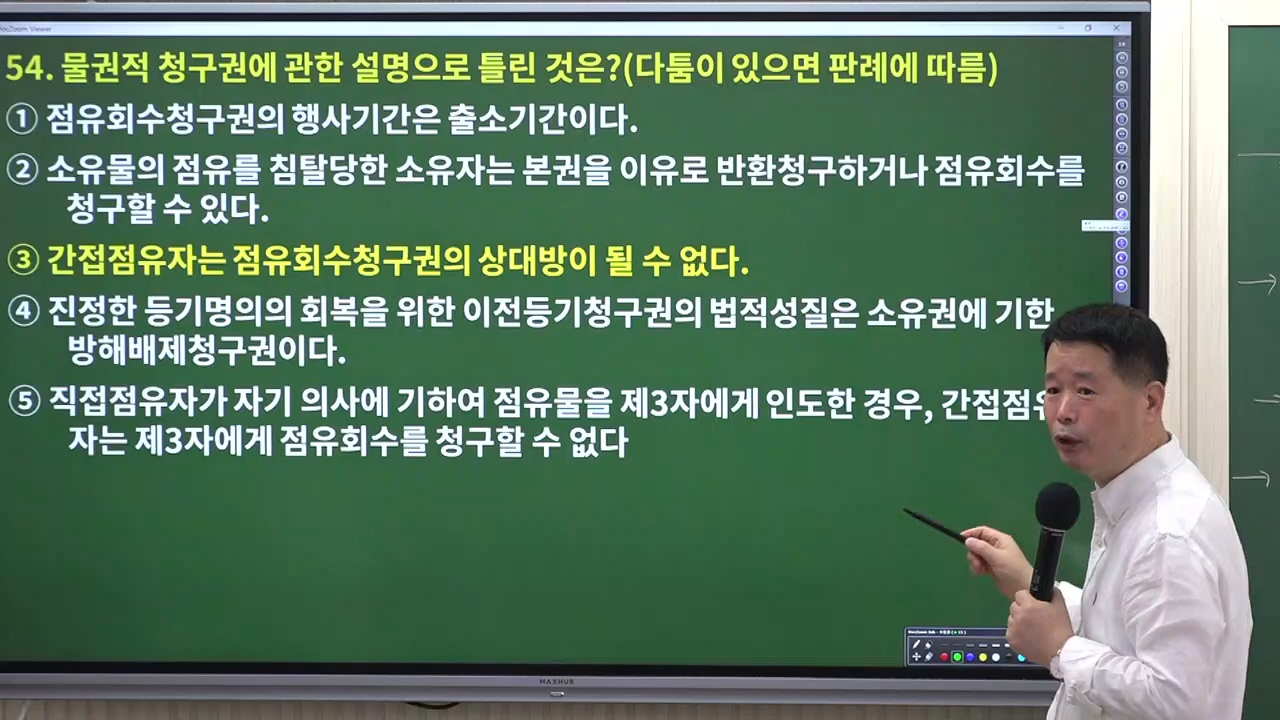 54. 물권적 청구권에 관한 설명으로 틀린 것은?(다툼이 있으면 판례에 따름)
① 점유회수청구권의 행사기간은 출소기간이다.
② 소유물의 점유를 침탈당한 소유자는 본권을 이유로 반환청구하거나 점유회수를
청구할 수 있다.
③ 간접점유자는 점유회수청구권의 상대방이 될 수 없다.
④ 진정한 등기명의의 회복을 위한 이전등기청구권의 법적성질은 소유권에 기한
방해배제청구권이다.
⑤ 직접점유자가 자기 의사에 기하여 점유물을 제3자에게 인도한 경우, 간접점유
자는 제3자에게 점유회수를 청구할 수 없다
MAXHUB